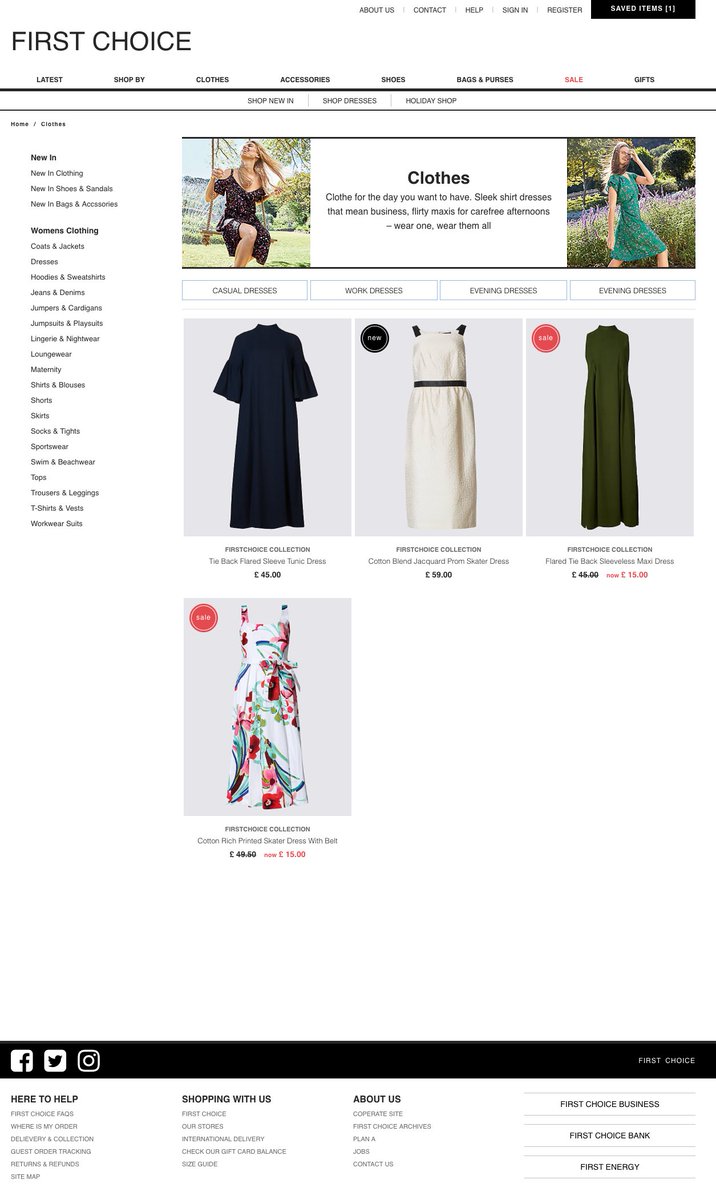 ABOUT US
CONTACT
HELP
SIGN IN
REGISTER
SAVED ITEMS [1]
FIRST CHOICE
LATEST
SHOP BY
CLOTHES
ACCESSORIES
SHOES
BAGS & PURSES
SALE
GIFTS
SHOP NEW IN
SHOP DRESSES
HOLIDAY SHOP
Home / Clothes
New In
New In Clothing
New In Shoes & Sandals
New In Bags & Accssories
Womens Clothing
Coats & Jackets
Dresses
Hoodies & Sweatshirts
Jeans & Denims
Jumpers & Cardigans
Jumpsuits & Playsuits
Lingerie & Nightwear
Loungewear
Maternity
Shirts & Blouses
Shorts
Skirts
Socks & Tights
Sportswear
Swim & Beachwear
Tops
Trousers & Leggings
T-Shirts & Vests
Workwear Suits
Clothes
Clothe for the day you want to have. Sleek shirt dresses
that mean business, flirty maxis for carefree afternoons
– wear one, wear them all
CASUAL DRESSES
WORK DRESSES
EVENING DRESSES
EVENING DRESSES
FIRSTCHOICE COLLECTION
Tie Back Flared Sleeve Tunic Dress
£ 45.00
new
FIRSTCHOICE COLLECTION
Cotton Blend Jacquard Prom Skater Dress
£ 59.00
sale
FIRSTCHOICE COLLECTION
Flared Tie Back Sleeveless Maxi Dress
£ 45.00 now £ 15.00
sale
FIRSTCHOICE COLLECTION
Cotton Rich Printed Skater Dress With Belt
£ 49.50 now £ 15.00
FIRST CHOICE
HERE TO HELP
FIRST CHOICE FAQS
WHERE IS MY ORDER
DELIEVERY & COLLECTION
GUEST ORDER TRACKING
RETURNS & REFUNDS
SITE MAP
SHOPPING WITH US
FIRST CHOICE
OUR STORES
INTERNATIONAL DELIVERY
CHECK OUR GIFT CARD BALANCE
SIZE GUIDE
ABOUT US
COPERATE SITE
FIRST CHOICE ARCHIVES
PLAN A
JOBS
CONTACT US
FIRST CHOICE BUSINESS
FIRST CHOICE BANK
FIRST ENERGY